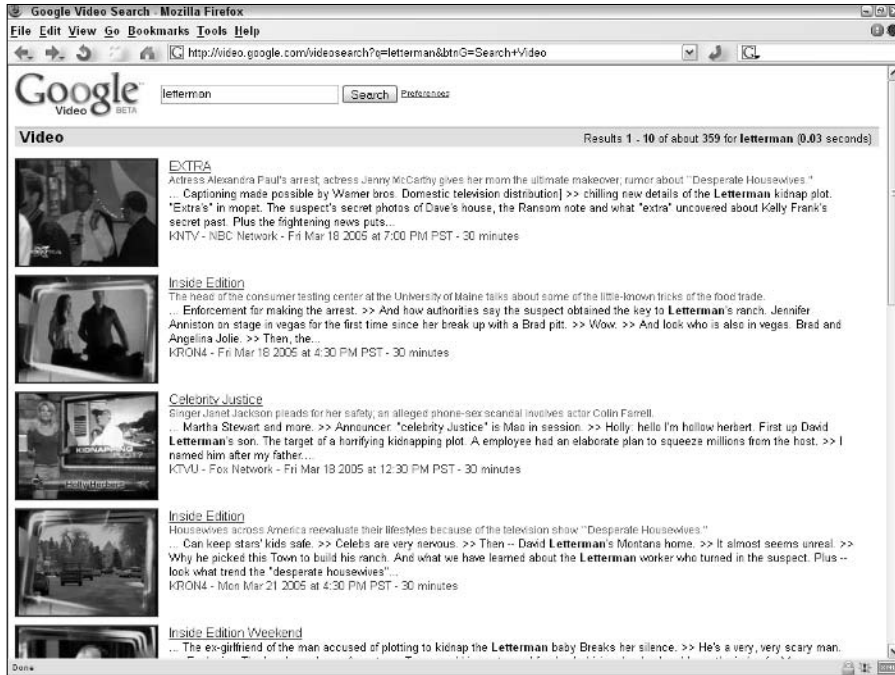 Google Video Search - Mozilla Firefox
File Edit View Go Bookmarks Tools Help
http://video.google.com/videosearch?q=letterman&btnG=Search+Video
Google
Video BETA
letterman
Search
Preferences
Video
Results 1 - 10 of about 359 for letterman (0.03 seconds)
EXTRA
Actress Alexandra Paul's arrest; actress Jenny McCarthy gives her mom the ultimate makeover; rumor about ``Desperate Housewives."
... Captioning made possible by Warner bros. Domestic television distribution] >> chilling new details of the Letterman kidnap plot.
"Extra's" in mopet. The suspect's secret photos of Dave's house, the Ransom note and what "extra" uncovered about Kelly Frank's
secret past. Plus the frightening news puts...
KNTV - NBC Network - Fri Mar 18 2005 at 7:00 PM PST - 30 minutes
Inside Edition
The head of the consumer testing center at the University of Maine talks about some of the little-known tricks of the food trade.
... Enforcement for making the arrest. >> And how authorities say the suspect obtained the key to Letterman's ranch. Jennifer
Anniston on stage in vegas for the first time since her break up with a Brad pitt. >> Wow. >> And look who is also in vegas. Brad and
Angelina Jolie. >> Then, the...
KRON4 - Fri Mar 18 2005 at 4:30 PM PST - 30 minutes
Celebrity Justice
Singer Janet Jackson pleads for her safety; an alleged phone-sex scandal involves actor Colin Farrell.
... Martha Stewart and more. >> Announcer: "celebrity Justice" is Mao in session. >> Holly: hello I'm hollow herbert. First up David
Letterman's son. The target of a horrifying kidnapping plot. A employee had an elaborate plan to squeeze millions from the host. >> I
named him after my father....
KTVU - Fox Network - Fri Mar 18 2005 at 12:30 PM PST - 30 minutes
KIDNAPPING
Holly Herbert
Inside Edition
Housewives across America reevaluate their lifestyles because of the television show ``Desperate Housewives."
... Can keep stars' kids safe. >> Celebs are very nervous. >> Then -- David Letterman's Montana home. >> It almost seems unreal. >>
Why he picked this Town to build his ranch. And what we have learned about the Letterman worker who turned in the suspect. Plus --
look what trend the "desperate housewives"...
KRON4 - Mon Mar 21 2005 at 4:30 PM PST - 30 minutes
Inside Edition Weekend
... The ex-girlfriend of the man accused of plotting to kidnap the Letterman baby Breaks her silence. >> He's a very, very scary man.
Done